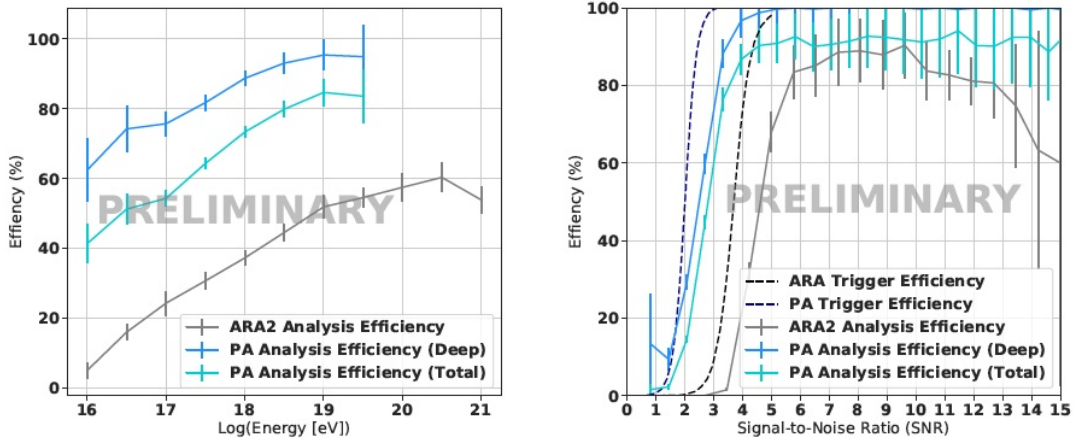 100
80
60
40
20
0
Effiency (%)
PRELIMINARY
ARA2 Analysis Efficiency
PA Analysis Efficiency (Deep)
PA Analysis Efficiency (Total)
16 17 18 19 20 21
Log(Energy [eV])
100
80
60
40
20
0
Efficiency (%)
PRELIMINARY
ARA Trigger Efficiency
PA Trigger Efficiency
ARA2 Analysis Efficiency
PA Analysis Efficiency (Deep)
PA Analysis Efficiency (Total)
0 1 2 3 4 5 6 7 8 9 10 11 12 13 14 15
Signal-to-Noise Ratio (SNR)